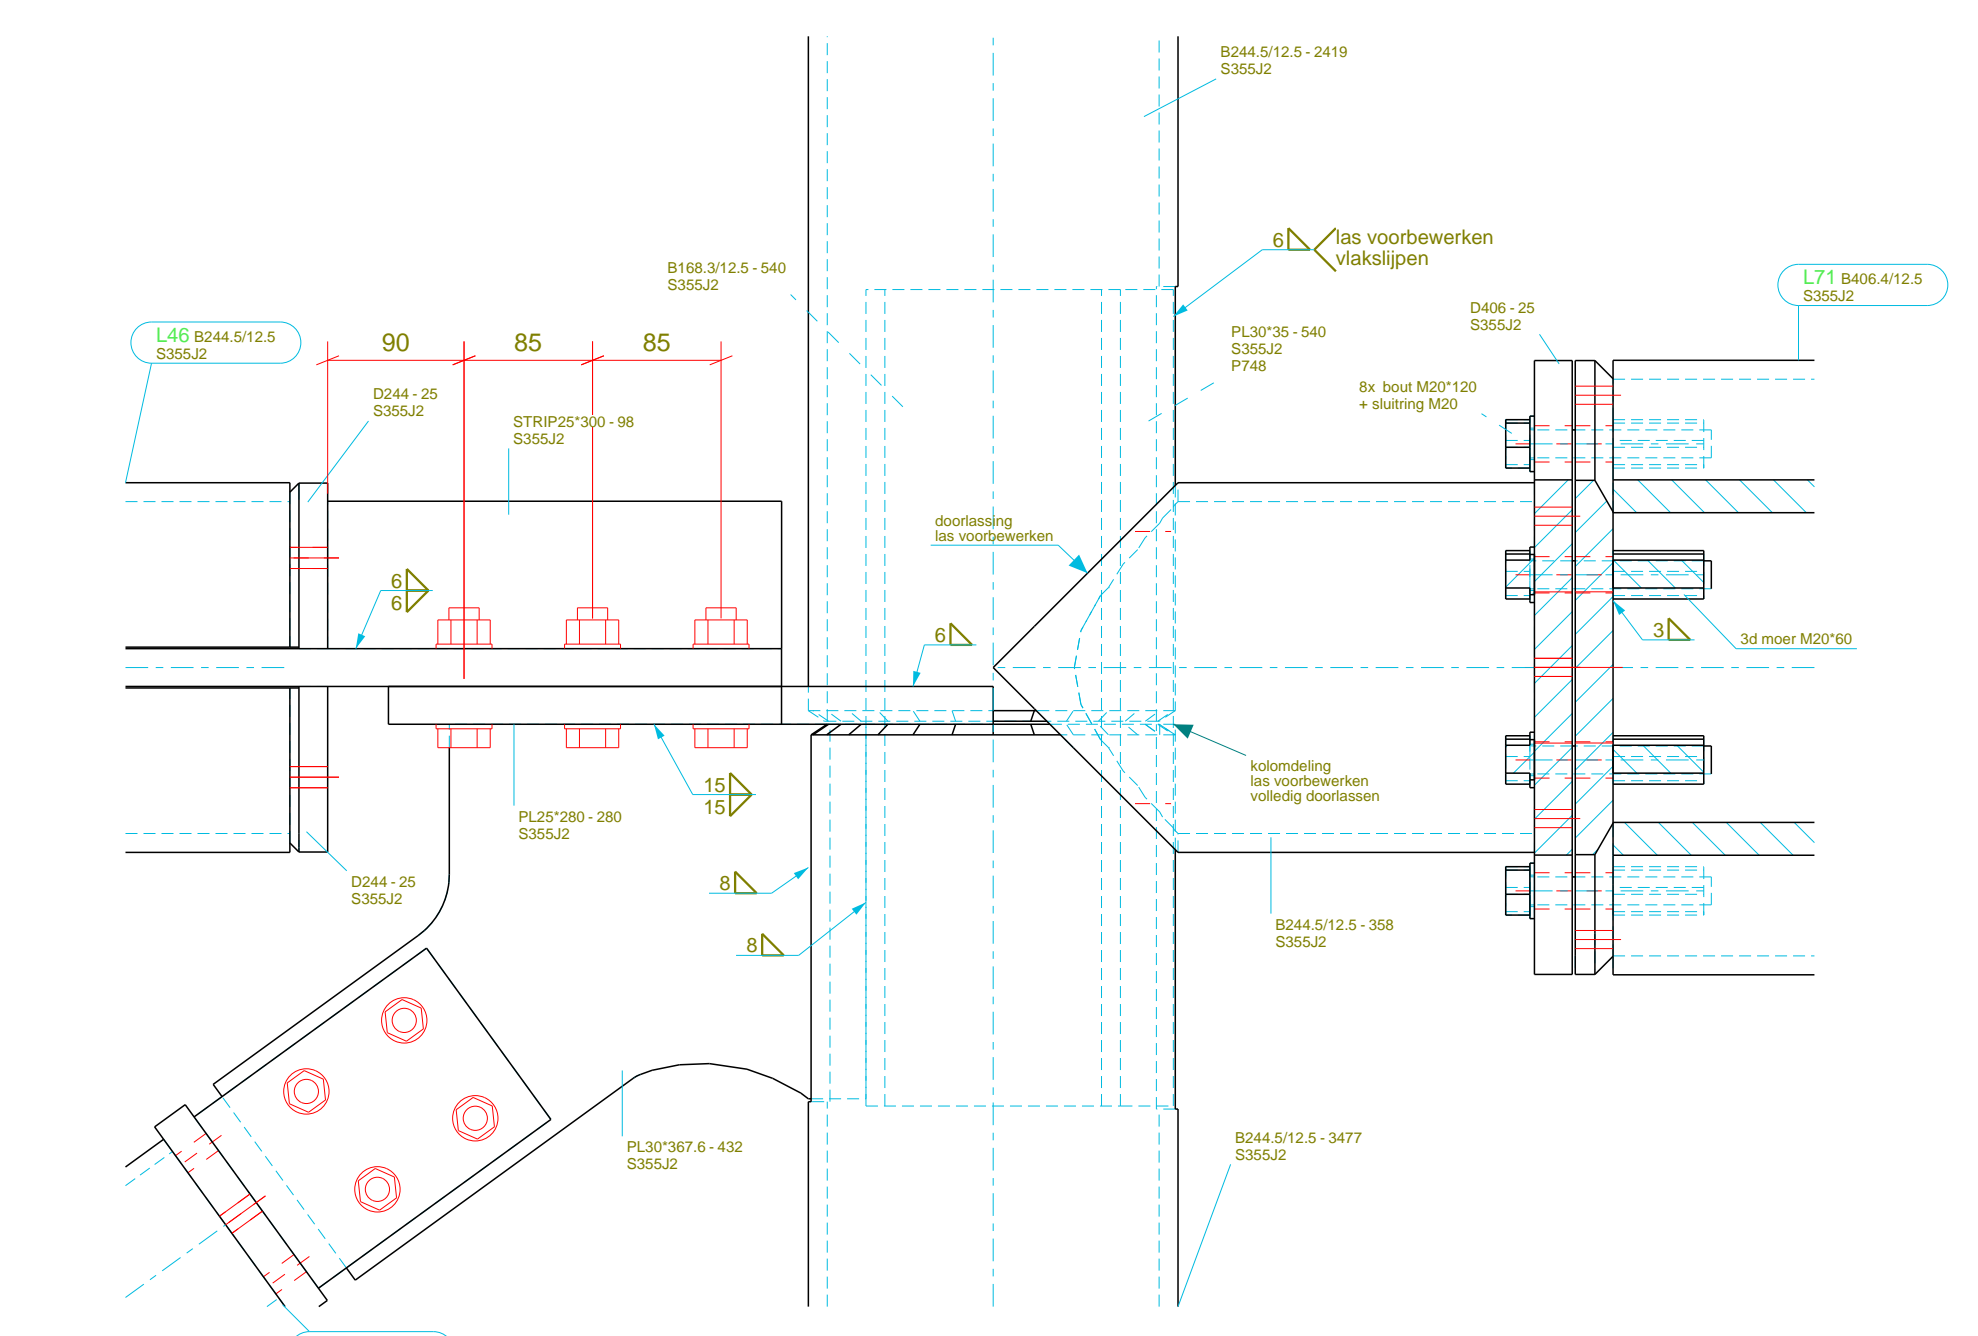 B244.5/12.5 - 2419
S355J2
6
las voorbewerken
vlakslijpen
B168.3/12.5 - 540
S355J2
L71 B406.4/12.5
S355J2
D406 - 25
S355J2
L46 B244.5/12.5
S355J2
90
85
85
PL30*35 - 540
S355J2
P748
8x bout M20*120
+ sluitring M20
D244 - 25
S355J2
STRIP25*300 - 98
S355J2
doorlassing
las voorbewerken
6
6
6
3
3d moer M20*60
kolomdeling
las voorbewerken
volledig doorlassen
15
15
PL25*280 - 280
S355J2
D244 - 25
S355J2
8
8
B244.5/12.5 - 358
S355J2
PL30*367.6 - 432
S355J2
B244.5/12.5 - 3477
S355J2